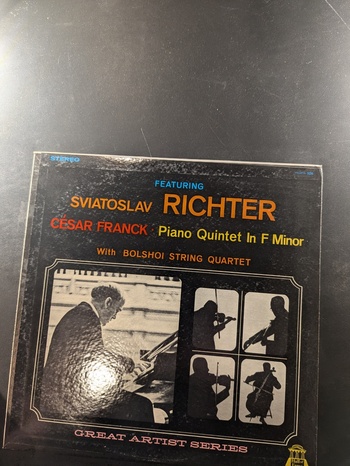 STEREO
FEATURING
SVIATOSLAV RICHTER
CÉSAR FRANCK: Piano Quintet In F Minor
With BOLSHOI STRING QUARTET
GREAT ARTIST SERIES